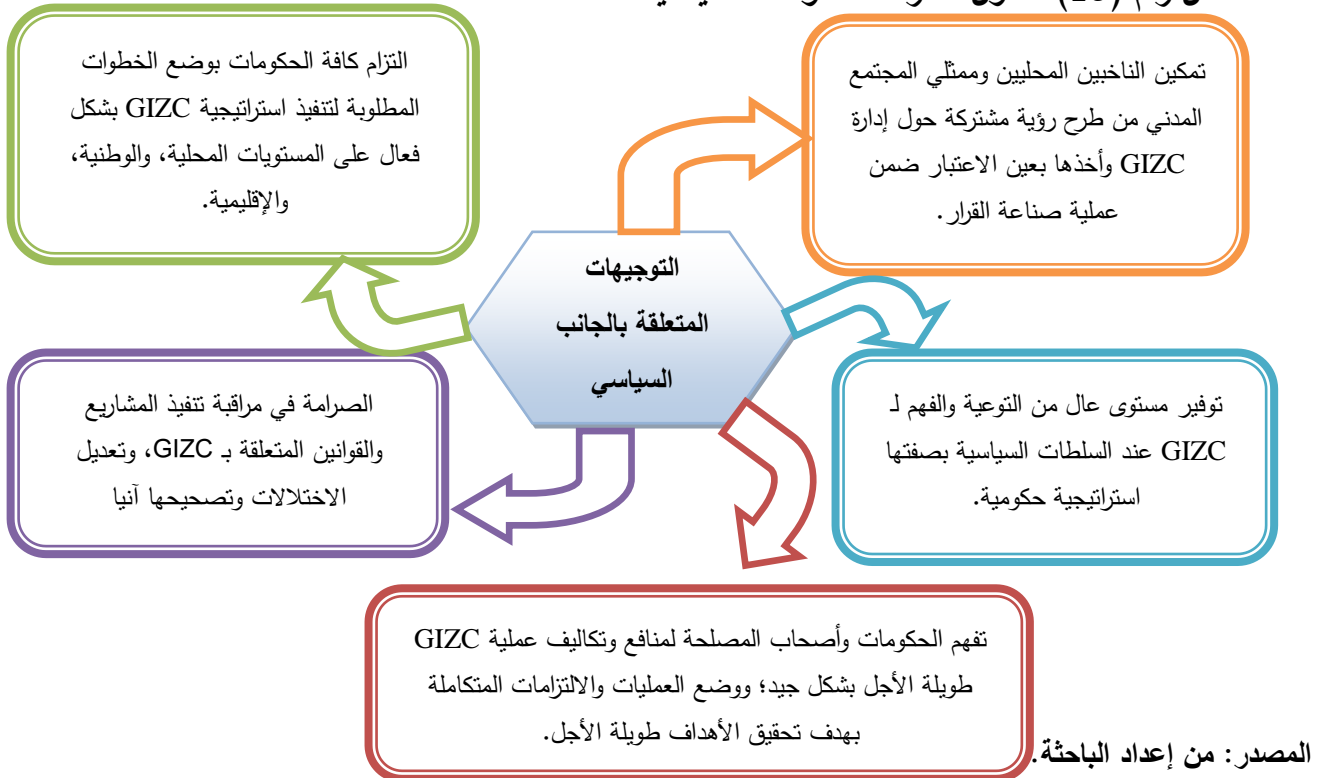 تمكين الناخبين المحليين وممثلي المجتمع
المدني من طرح رؤية مشتركة حول إدارة
GIZC وأخذها بعين الاعتبار ضمن
عملية صناعة القرار.
التزام كافة الحكومات بوضع الخطوات
المطلوبة لتنفيذ استراتيجية GIZC بشكل
فعال على المستويات المحلية، والوطنية،
والإقليمية.
التوجيهات
المتعلقة بالجانب
السياسي
توفير مستوى عال من التوعية والفهم لـ
GIZC عند السلطات السياسية بصفتها
استراتيجية حكومية.
الصرامة في مراقبة تنفيذ المشاريع
والقوانين المتعلقة بـ GIZC، وتعديل
الاختلالات وتصحيحها آنيا
تفهم الحكومات وأصحاب المصلحة لمنافع وتكاليف عملية GIZC
طويلة الأجل بشكل جيد؛ ووضع العمليات والالتزامات المتكاملة
بهدف تحقيق الأهداف طويلة الأجل.
المصدر: من إعداد الباحثة.